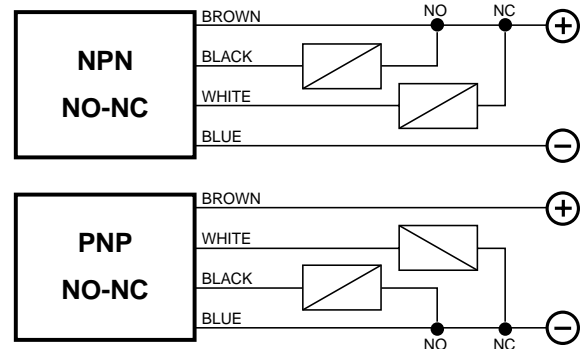 BROWN
NO
NC
+
NPN
NO-NC
BLACK
WHITE
BLUE
−
BROWN
+
PNP
NO-NC
WHITE
BLACK
BLUE
−
NO
NC